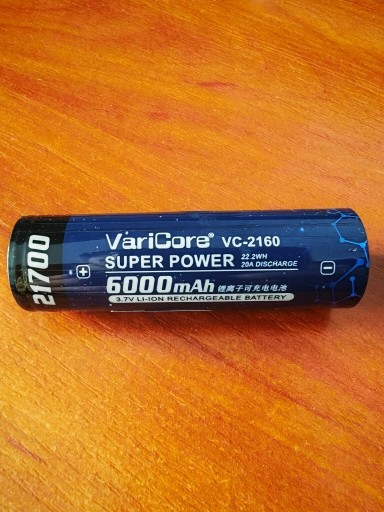 21700
VariCore® VC-2160
SUPER POWER 22.2WH
20A DISCHARGE
6000mAh 锂离子可充电电池
3.7V LI-ION RECHARGEABLE BATTERY